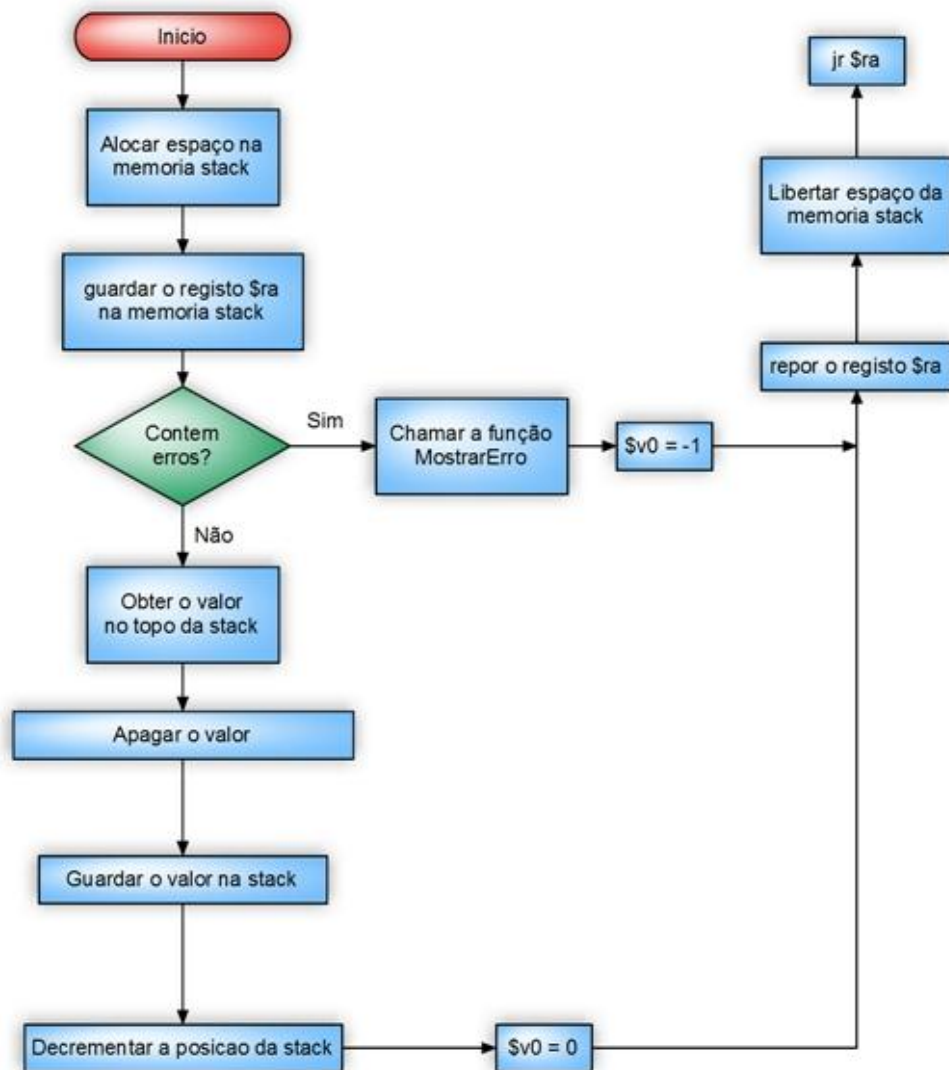 Inicio
Alocar espaço na
memoria stack
guardar o registo $ra
na memoria stack
Contem
erros?
Sim
Chamar a função
MostrarErro
$v0 = -1
Não
Obter o valor
no topo da stack
Apagar o valor
Guardar o valor na stack
Decrementar a posicao da stack
$v0 = 0
repor o registo $ra
Libertar espaço da
memoria stack
jr $ra